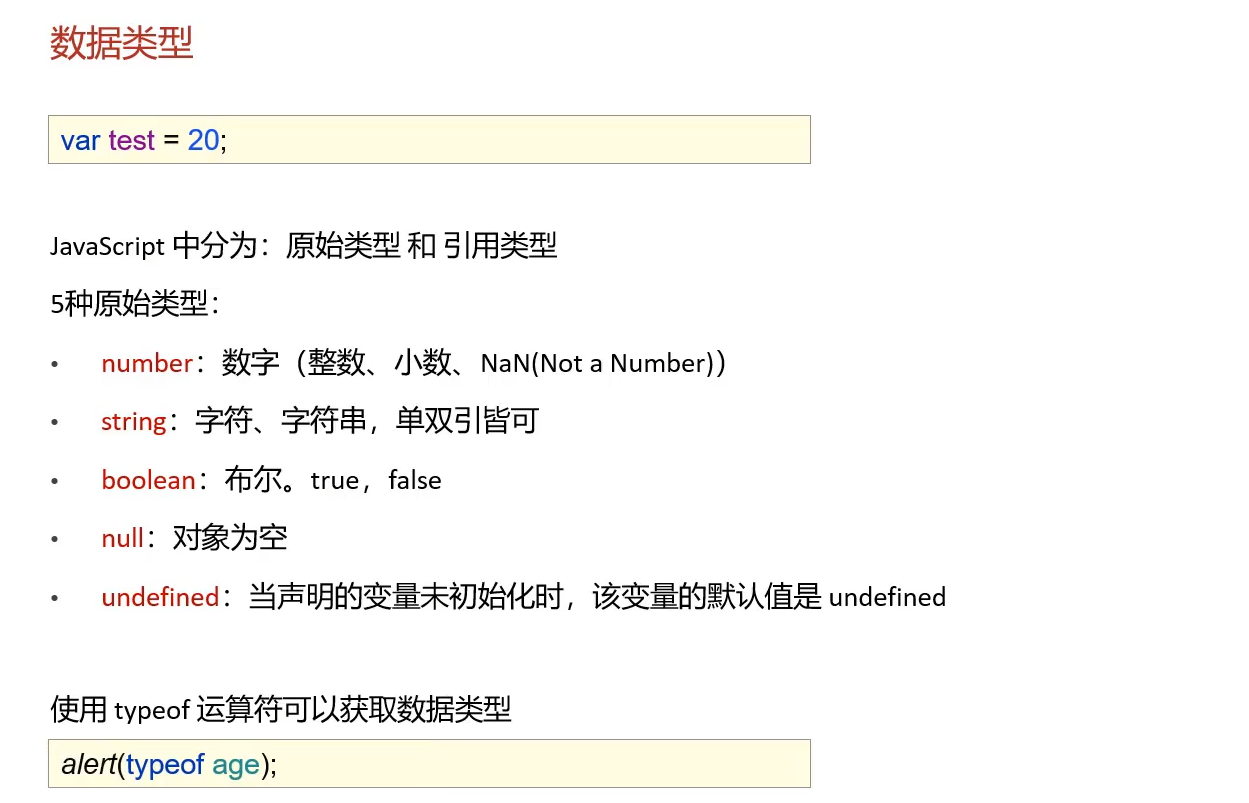 数据类型
var test = 20;
JavaScript 中分为：原始类型 和 引用类型
5种原始类型：
• number：数字（整数、小数、NaN(Not a Number)）
• string：字符、字符串，单双引皆可
• boolean：布尔。true，false
• null：对象为空
• undefined：当声明的变量未初始化时，该变量的默认值是 undefined
使用 typeof 运算符可以获取数据类型
alert(typeof age);